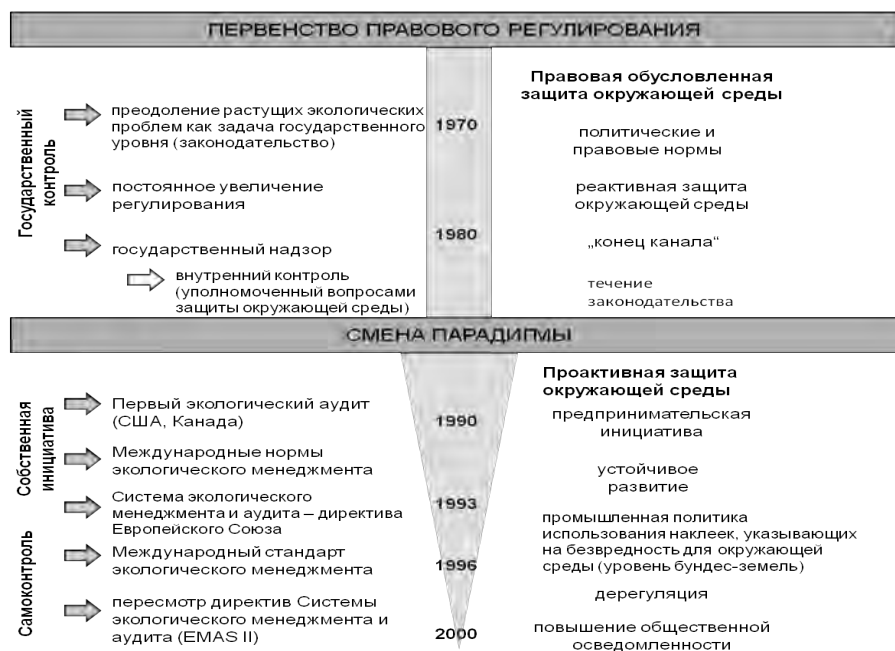 ПЕРВЕНСТВО ПРАВОВОГО РЕГУЛИРОВАНИЯ
Государственный
контроль
преодоление растущих экологических
проблем как задача государственного
уровня (законодательство)
постоянное увеличение
регулирования
государственный надзор
внутренний контроль
(уполномоченный вопросами
защиты окружающей среды)
1970
1980
Правовая обусловленная
защита окружающей среды
политические и
правовые нормы
реактивная защита
окружающей среды
„конец канала“
течение
законодательства
СМЕНА ПАРАДИГМЫ
Собственная
инициатива
Самоконтроль
Первый экологический аудит
(США, Канада)
Международные нормы
экологического менеджмента
Система экологического
менеджмента и аудита – директива
Европейского Союза
Международный стандарт
экологического менеджмента
пересмотр директив Системы
экологического менеджмента и
аудита (EMAS II)
1990
1993
1996
2000
Проактивная защита
окружающей среды
предпринимательская
инициатива
устойчивое
развитие
промышленная политика
использования наклеек, указывающих
на безвредность для окружающей
среды (уровень бундес-земель)
дерегуляция
повышение общественной
осведомленности